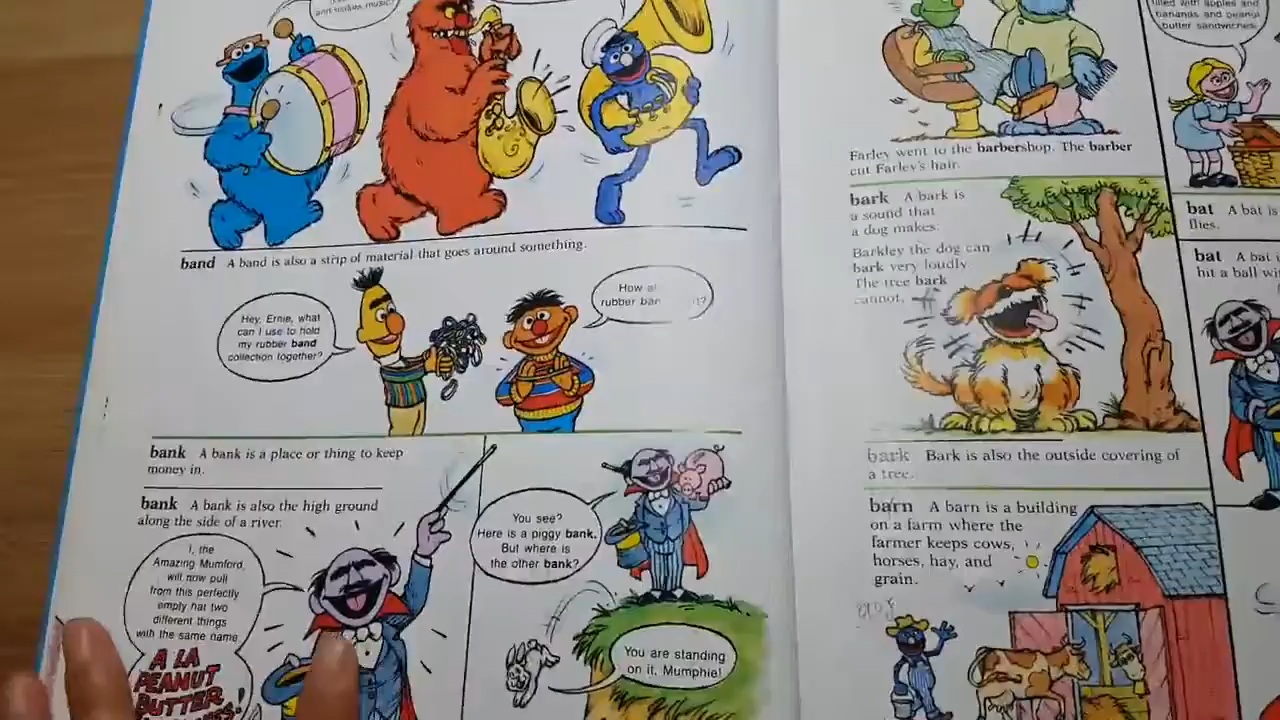 and makes music.
band A band is also a strip of material that goes around something.
Hey, Ernie, what
can I use to hold
my rubber band
collection together?
How a
rubber ban
?
bank A bank is a place or thing to keep
money in.
bank A bank is also the high ground
along the side of a river.
I, the
Amazing Mumford,
will now pull
from this perfectly
empty hat two
different things
with the same name.
A LA
PEANUT
BUTTER
You see?
Here is a piggy bank.
But where is
the other bank?
You are standing
on it, Mumphie!
Farley went to the barbershop. The barber
cut Farley's hair.
bark A bark is
a sound that
a dog makes.
Barkley the dog can
bark very loudly.
The tree bark
cannot.
bark Bark is also the outside covering of
a tree.
barn A barn is a building
on a farm where the
farmer keeps cows,
horses, hay, and
grain.
filled with apples and
bananas and peanut
butter sandwiches.
bat A bat is
flies.
bat A bat i
hit a ball wi